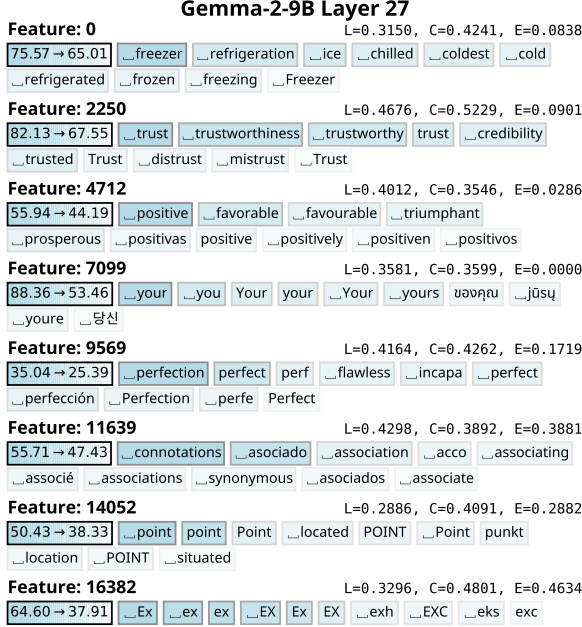 Gemma-2-9B Layer 27
Feature: 0 L=0.3150, C=0.4241, E=0.0838
75.57→65.01 ⎵freezer ⎵refrigeration ⎵ice ⎵chilled ⎵coldest ⎵cold
⎵refrigerated ⎵frozen ⎵freezing ⎵Freezer
Feature: 2250 L=0.4676, C=0.5229, E=0.0901
82.13→67.55 ⎵trust ⎵trustworthiness ⎵trustworthy trust ⎵credibility
⎵trusted Trust ⎵distrust ⎵mistrust ⎵Trust
Feature: 4712 L=0.4012, C=0.3546, E=0.0286
55.94→44.19 ⎵positive ⎵favorable ⎵favourable ⎵triumphant
⎵prosperous ⎵positivas positive ⎵positively ⎵positiven ⎵positivos
Feature: 7099 L=0.3581, C=0.3599, E=0.0000
88.36→53.46 ⎵your ⎵you Your your ⎵Your ⎵yours ของคุณ ⎵jūsų
⎵youre ⎵당신
Feature: 9569 L=0.4164, C=0.4262, E=0.1719
35.04→25.39 ⎵perfection perfect perf ⎵flawless ⎵incapa ⎵perfect
⎵perfección ⎵Perfection ⎵perfe Perfect
Feature: 11639 L=0.4298, C=0.3892, E=0.3881
55.71→47.43 ⎵connotations ⎵asociado ⎵association ⎵acco ⎵associating
⎵associé ⎵associations ⎵synonymous ⎵asociados ⎵associate
Feature: 14052 L=0.2886, C=0.4091, E=0.2882
50.43→38.33 ⎵point point Point ⎵located POINT ⎵Point punkt
⎵location ⎵POINT ⎵situated
Feature: 16382 L=0.3296, C=0.4801, E=0.4634
64.60→37.91 ⎵Ex ⎵ex ex ⎵EX Ex EX ⎵exh ⎵EXC ⎵eks exc